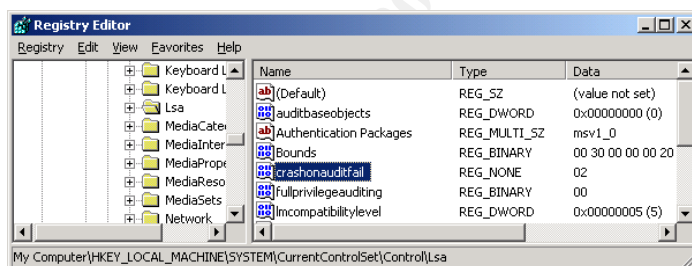 Registry Editor
Registry Edit View Favorites Help
Keyboard L
Keyboard L
Lsa
MediaCate
MediaInter
MediaPrope
MediaReso
MediaSets
Network
Name Type Data
(Default) REG_SZ (value not set)
auditbaseobjects REG_DWORD 0x00000000 (0)
Authentication Packages REG_MULTI_SZ msv1_0
Bounds REG_BINARY 00 30 00 00 00 20
crashonauditfail REG_NONE 02
fullprivilegeauditing REG_BINARY 00
lmcompatibilitylevel REG_DWORD 0x00000005 (5)
My Computer\HKEY_LOCAL_MACHINE\SYSTEM\CurrentControlSet\Control\Lsa